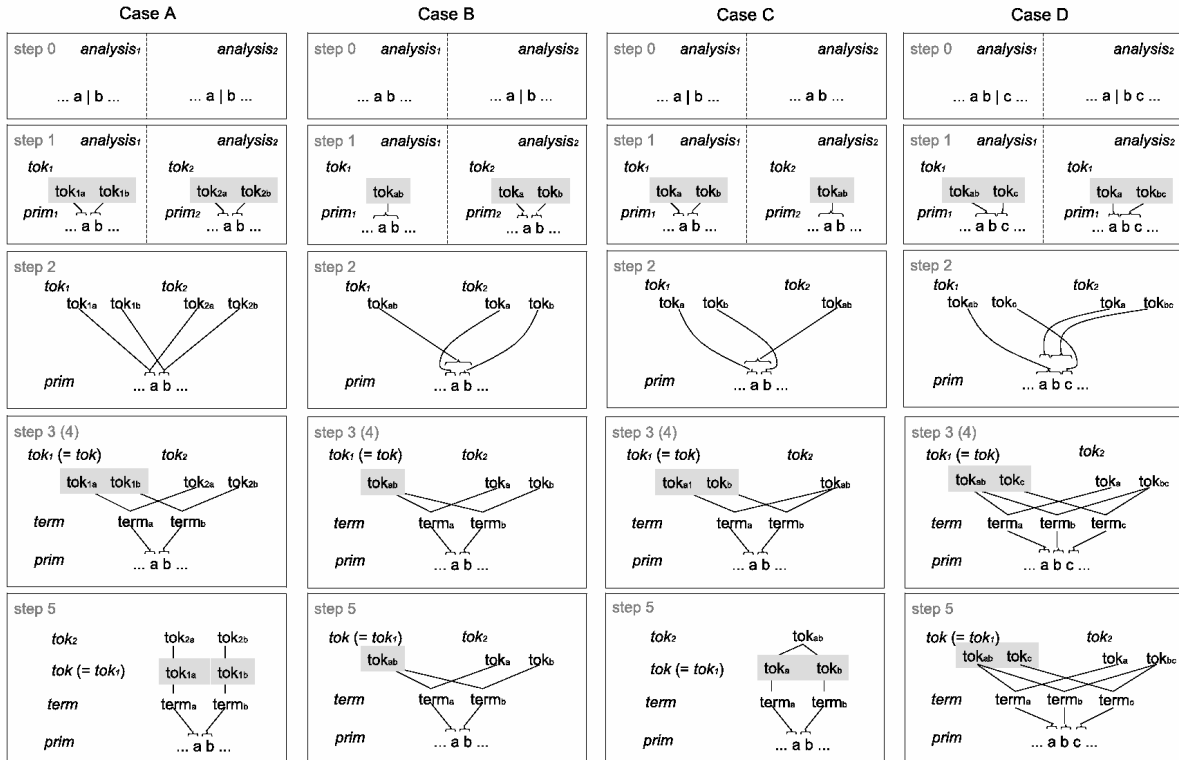 Case A Case B Case C Case D
step 0 analysis₁ analysis₂
... a | b ... ... a | b ...
step 0 analysis₁ analysis₂
... a b ... ... a | b ...
step 0 analysis₁ analysis₂
... a | b ... ... a b ...
step 0 analysis₁ analysis₂
... a b | c ... ... a | b c ...
step 1 analysis₁ analysis₂
tok₁ tok₂
tok₁ₐ tok₁b tok₂ₐ tok₂b
prim₁ prim₂
... a b ... ... a b ...
step 1 analysis₁ analysis₂
tok₁ tok₂
tokab tokₐ tokb
prim₁ prim₂
... a b ... ... a b ...
step 1 analysis₁ analysis₂
tok₁ tok₂
tokₐ tokb tokab
prim₁ prim₂
... a b ... ... a b ...
step 1 analysis₁ analysis₂
tok₁ tok₂
tokab tokc tokₐ tokbc
prim₁ prim₁
... a b c ... ... a b c ...
step 2
tok₁ tok₂
tok₁ₐ tok₁b tok₂ₐ tok₂b
prim ... a b ...
step 2
tok₁ tok₂
tokab tokₐ tokb
prim ... a b ...
step 2
tok₁ tok₂
tokₐ tokb tokab
prim ... a b ...
step 2
tok₁ tok₂
tokab tokc tokₐ tokbc
prim ... a b c ...
step 3 (4)
tok₁ (= tok) tok₂
tok₁ₐ tok₁b tok₂ₐ tok₂b
term termₐ termb
prim ... a b ...
step 3 (4)
tok₁ (= tok) tok₂
tokab tokₐ tokb
term termₐ termb
prim ... a b ...
step 3 (4)
tok₁ (= tok) tok₂
tokₐ₁ tokb tokab
term termₐ termb
prim ... a b ...
step 3 (4)
tok₁ (= tok) tok₂
tokab tokc tokₐ tokbc
term termₐ termb termc
prim ... a b c ...
step 5
tok₂ tok₂ₐ tok₂b
tok (= tok₁) tok₁ₐ tok₁b
term termₐ termb
prim ... a b ...
step 5
tok (= tok₁) tok₂
tokab tokₐ tokb
term termₐ termb
prim ... a b ...
step 5
tok₂ tokab
tok (= tok₁) tokₐ tokb
term termₐ termb
prim ... a b ...
step 5
tok (= tok₁) tok₂
tokab tokc tokₐ tokbc
term termₐ termb termc
prim ... a b c ...